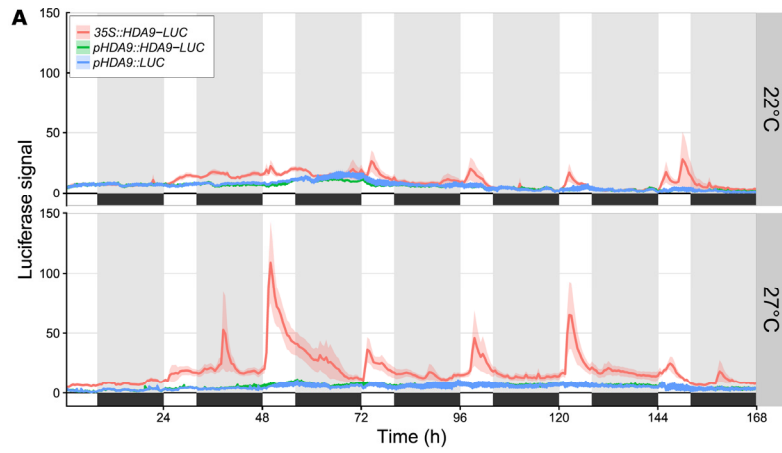 A
150
100
50
0
35S::HDA9−LUC
pHDA9::HDA9−LUC
pHDA9::LUC
22°C
150
100
50
0
27°C
Luciferase signal
24
48
72
96
120
144
168
Time (h)